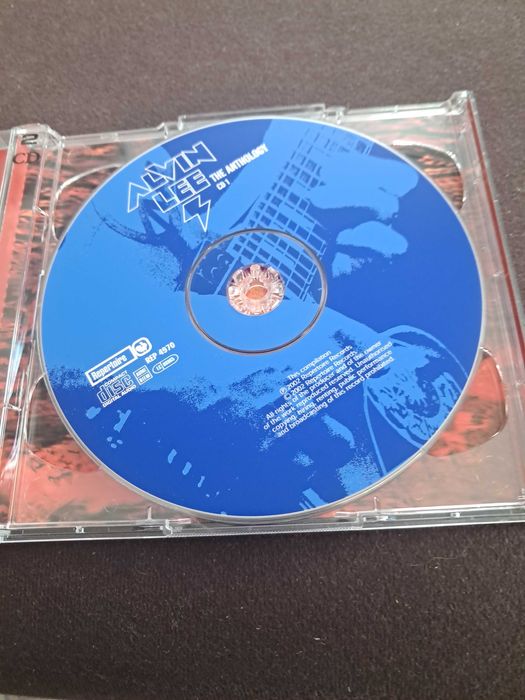 2
CD
ALVIN
LEE
THE ANTHOLOGY
CD 1
Repertoire
REP 4970
COMPACT
disc
DIGITAL AUDIO
This compilation
℗2002 Repertoire Records
©2002 Repertoire Records
All rights of the producer and of the owner
of the work reproduced reserved. Unauthorised
copying, hiring, renting, public performance
and broadcasting of this record prohibited.